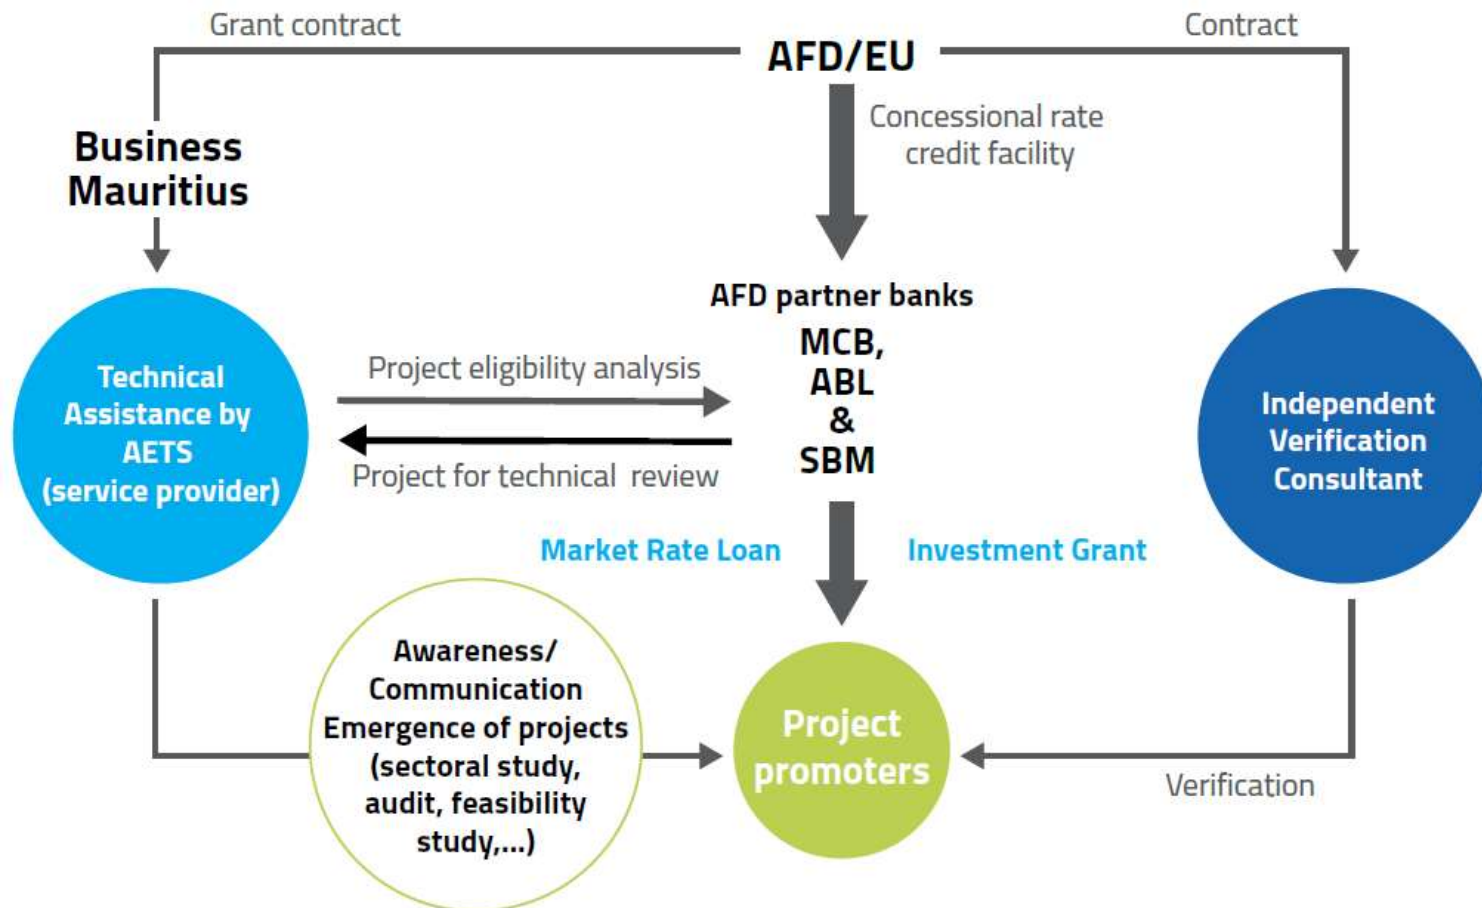 Grant contract
Contract
AFD/EU
Concessional rate
credit facility
Business
Mauritius
AFD partner banks
MCB,
ABL
&
SBM
Technical
Assistance by
AETS
(service provider)
Project eligibility analysis
Project for technical review
Independent
Verification
Consultant
Market Rate Loan
Investment Grant
Awareness/
Communication
Emergence of projects
(sectoral study,
audit, feasibility
study,...)
Project
promoters
Verification